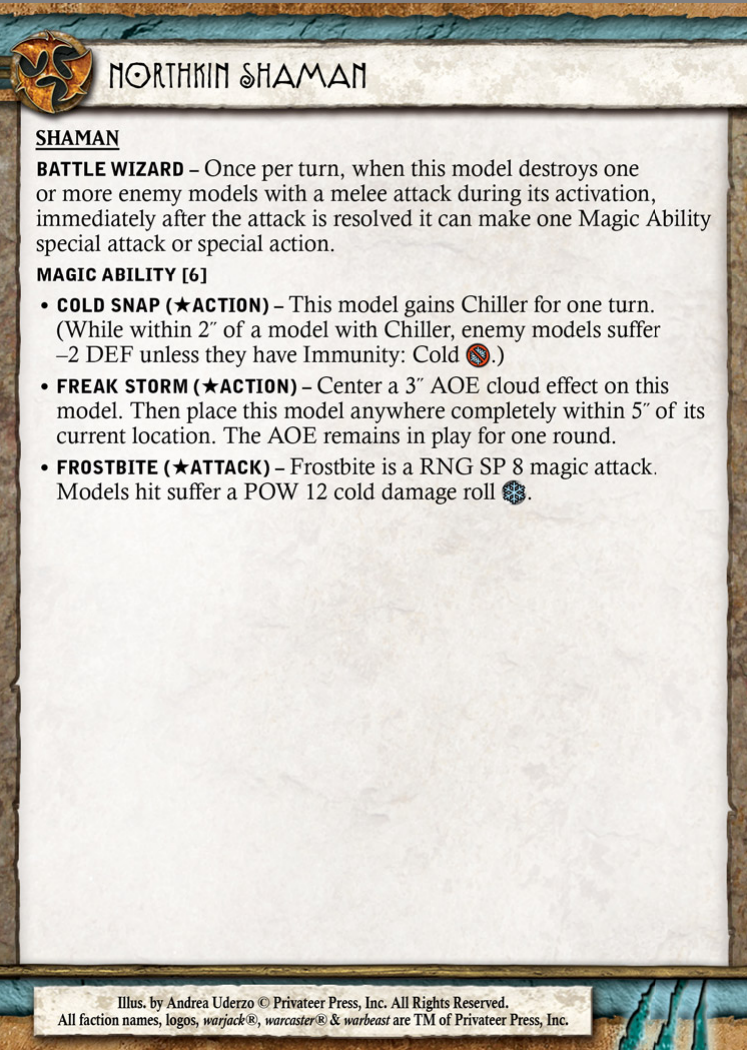 NORTHKIN SHAMAN
SHAMAN
BATTLE WIZARD – Once per turn, when this model destroys one
or more enemy models with a melee attack during its activation,
immediately after the attack is resolved it can make one Magic Ability
special attack or special action.
MAGIC ABILITY [6]
• COLD SNAP (★ACTION) – This model gains Chiller for one turn.
(While within 2˝ of a model with Chiller, enemy models suffer
–2 DEF unless they have Immunity: Cold .)
• FREAK STORM (★ACTION) – Center a 3˝ AOE cloud effect on this
model. Then place this model anywhere completely within 5˝ of its
current location. The AOE remains in play for one round.
• FROSTBITE (★ATTACK) – Frostbite is a RNG SP 8 magic attack.
Models hit suffer a POW 12 cold damage roll .
Illus. by Andrea Uderzo © Privateer Press, Inc. All Rights Reserved.
All faction names, logos, warjack®, warcaster® & warbeast are TM of Privateer Press, Inc.